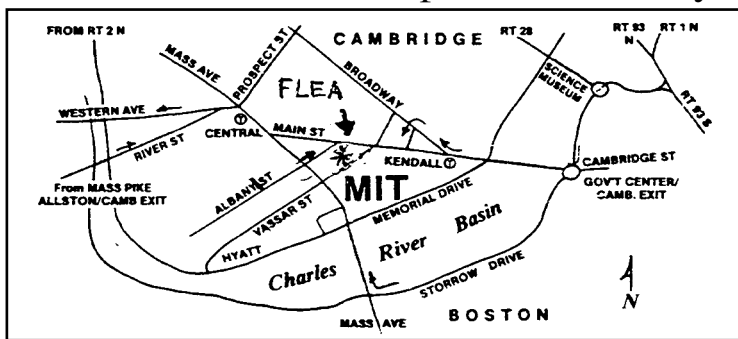 FROM RT 2 N
MASS AVE
PROSPECT ST
CAMBRIDGE
RT 28
RT 93
N
RT 1 N
SCIENCE
MUSEUM
RT 93 S
FLEA
BROADWAY
WESTERN AVE
CENTRAL
T
MAIN ST
RIVER ST
KENDALL
T
CAMBRIDGE ST
From MASS PIKE
ALLSTON/CAMB EXIT
GOV'T CENTER/
CAMB. EXIT
ALBANY ST
MIT
VASSAR ST
MEMORIAL DRIVE
HYATT
Charles River Basin
STORROW DRIVE
N
MASS AVE
BOSTON